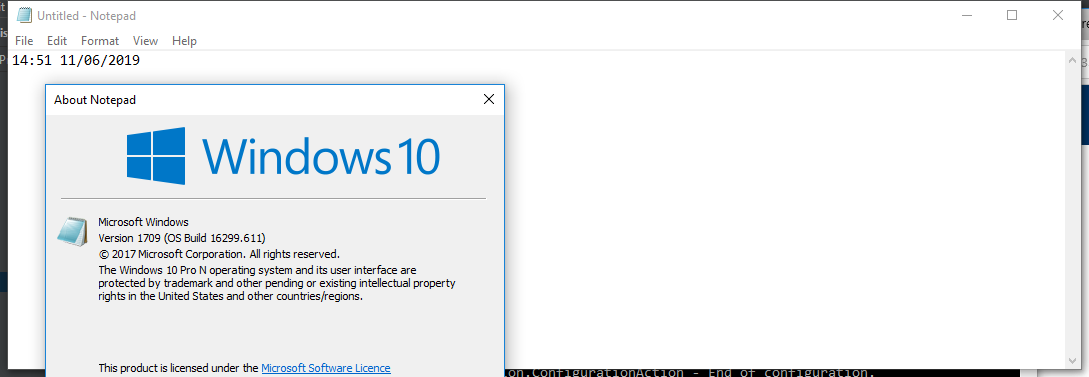 Untitled - Notepad
File Edit Format View Help
14:51 11/06/2019
About Notepad
Windows 10
Microsoft Windows
Version 1709 (OS Build 16299.611)
© 2017 Microsoft Corporation. All rights reserved.
The Windows 10 Pro N operating system and its user interface are
protected by trademark and other pending or existing intellectual property
rights in the United States and other countries/regions.
This product is licensed under the Microsoft Software Licence
ion.ConfigurationAction - End of configuration.